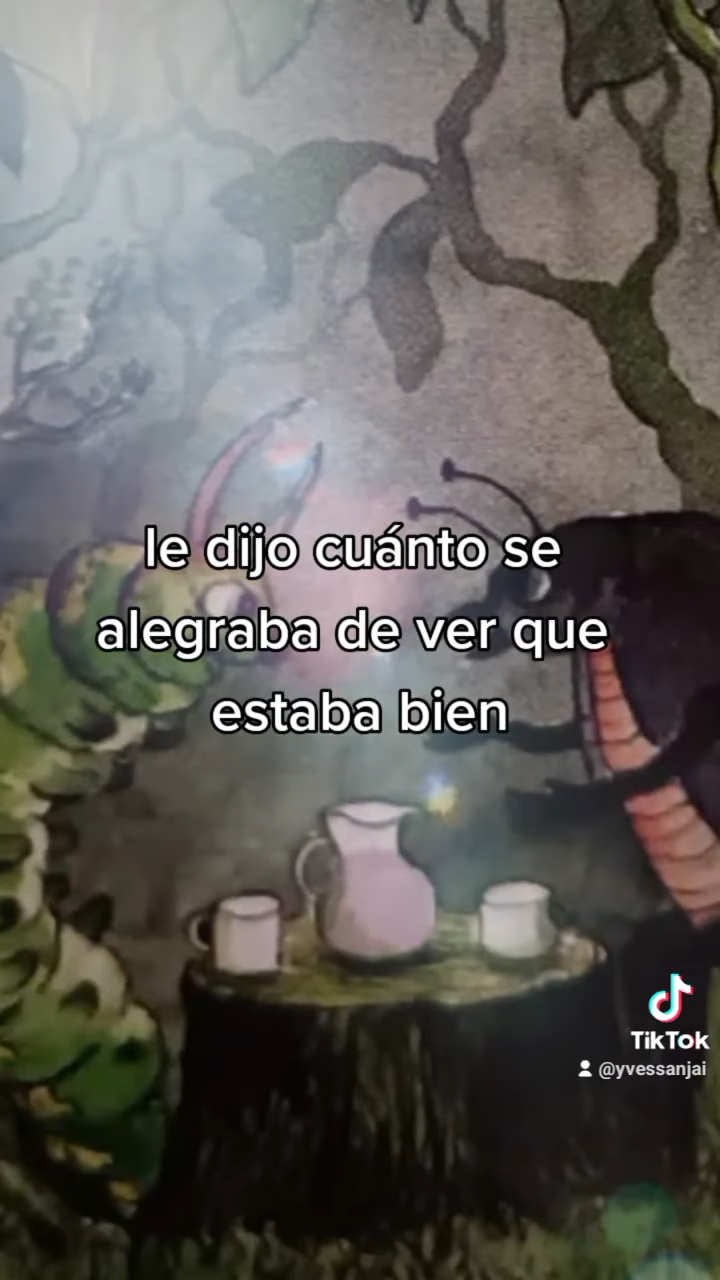 le dijo cuánto se
alegraba de ver que
estaba bien
TikTok
@yvessanjai